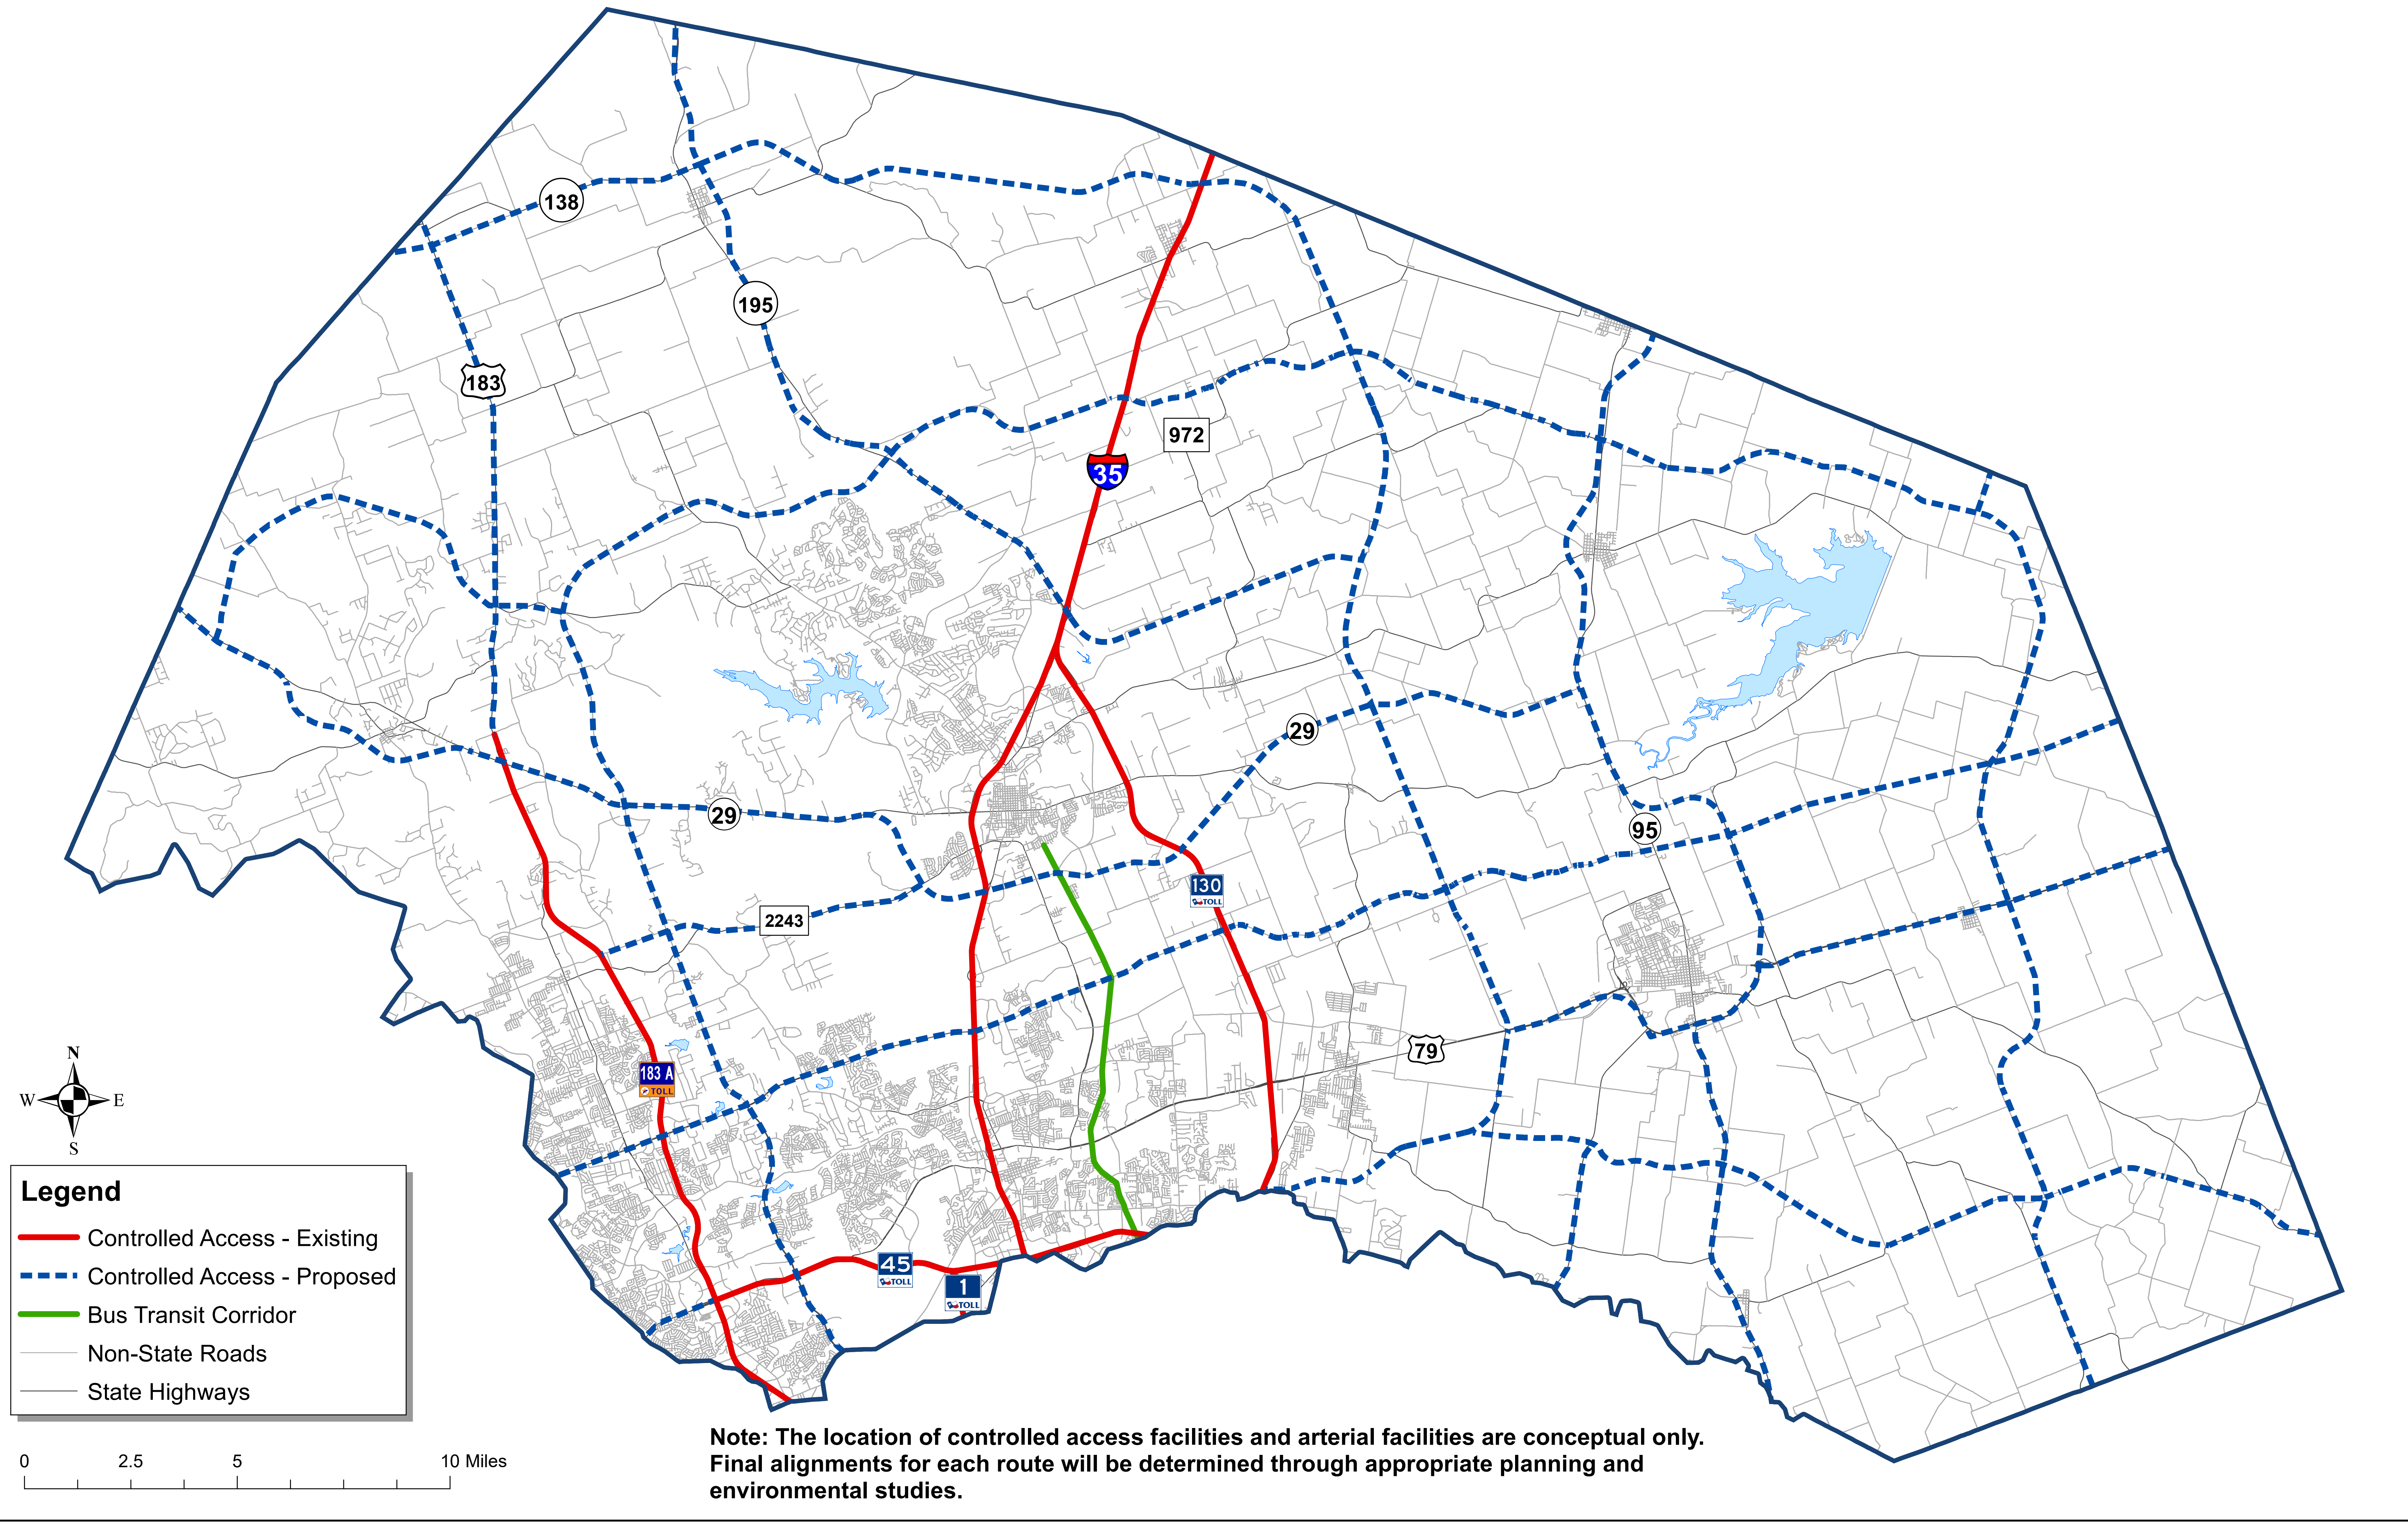 138
195
183
972
35
29
29
95
130
TOLL
2243
79
183 A
TOLL
45
TOLL
1
TOLL
N
W
E
S
Legend
Controlled Access - Existing
Controlled Access - Proposed
Bus Transit Corridor
Non-State Roads
State Highways
0 2.5 5 10 Miles
Note: The location of controlled access facilities and arterial facilities are conceptual only.
Final alignments for each route will be determined through appropriate planning and
environmental studies.